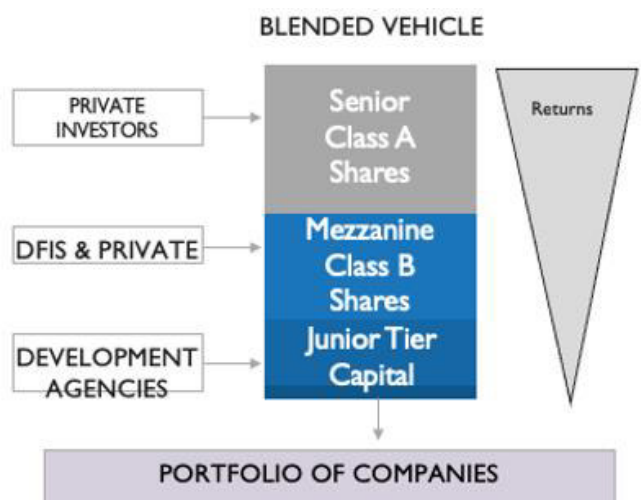 BLENDED VEHICLE
PRIVATE
INVESTORS
Senior
Class A
Shares
Returns
DFIS & PRIVATE
Mezzanine
Class B
Shares
DEVELOPMENT
AGENCIES
Junior Tier
Capital
PORTFOLIO OF COMPANIES